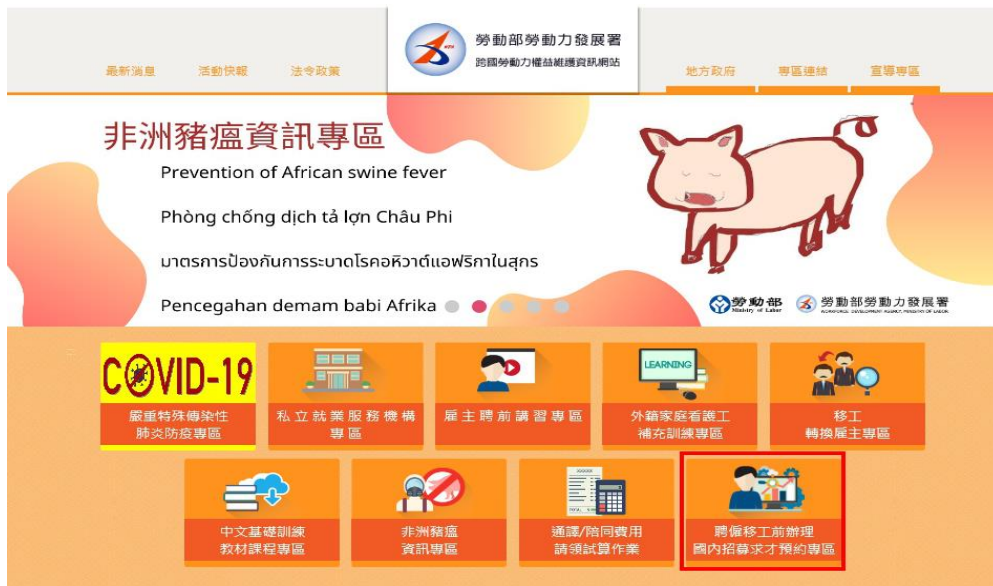 勞動部勞動力發展署
跨國勞動力權益維護資訊網站
最新消息 活動快報 法令政策 地方政府 專區連結 宣導專區
非洲豬瘟資訊專區
Prevention of African swine fever
Phòng chống dịch tả lợn Châu Phi
มาตรการป้องกันการระบาดโรคอหิวาต์แอฟริกาในสุกร
Pencegahan demam babi Afrika
勞動部
Ministry of Labor
勞動部勞動力發展署
WORKFORCE DEVELOPMENT AGENCY, MINISTRY OF LABOR
COVID-19
嚴重特殊傳染性
肺炎防疫專區
私立就業服務機構
專區
雇主聘前講習專區
LEARNING
外籍家庭看護工
補充訓練專區
移工
轉換雇主專區
中文基礎訓練
教材課程專區
非洲豬瘟
資訊專區
通譯/陪同費用
請領試算作業
聘僱移工前辦理
國內招募求才預約專區